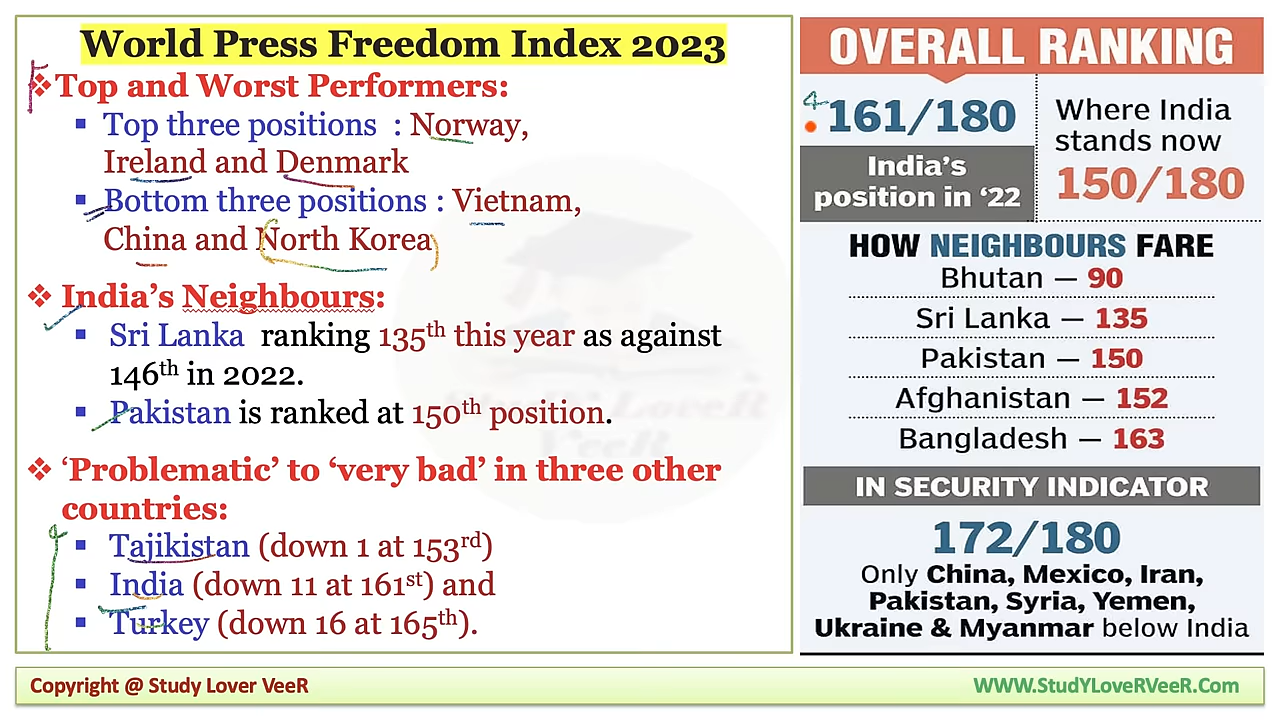 World Press Freedom Index 2023
❖Top and Worst Performers:
▪ Top three positions : Norway,
Ireland and Denmark
▪ Bottom three positions : Vietnam,
China and North Korea
❖ India's Neighbours:
▪ Sri Lanka ranking 135th this year as against
146th in 2022.
▪ Pakistan is ranked at 150th position.
❖ 'Problematic' to 'very bad' in three other
countries:
▪ Tajikistan (down 1 at 153rd)
▪ India (down 11 at 161st) and
▪ Turkey (down 16 at 165th).
StudY LoveR
VeeR
OVERALL RANKING
161/180
India's
position in '22
Where India
stands now
150/180
HOW NEIGHBOURS FARE
Bhutan — 90
Sri Lanka — 135
Pakistan — 150
Afghanistan — 152
Bangladesh — 163
IN SECURITY INDICATOR
172/180
Only China, Mexico, Iran,
Pakistan, Syria, Yemen,
Ukraine & Myanmar below India
Copyright @ Study Lover VeeR
WWW.StudYLoveRVeeR.Com